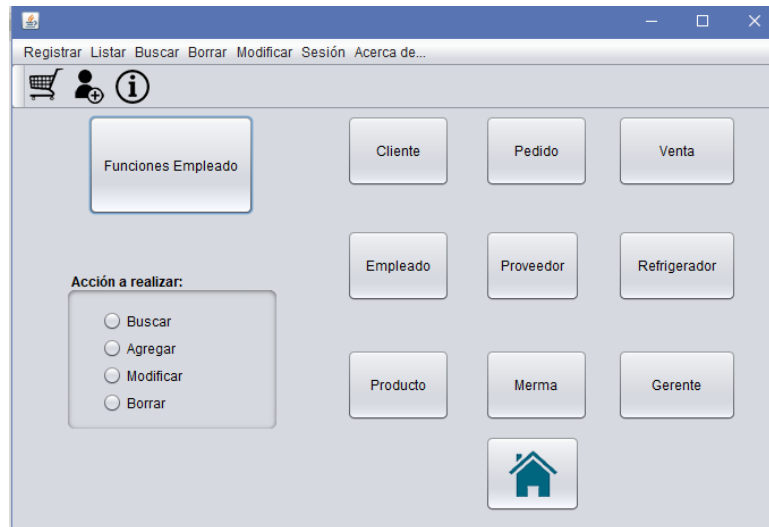 Registrar Listar Buscar Borrar Modificar Sesión Acerca de...
Funciones Empleado
Cliente Pedido Venta
Empleado Proveedor Refrigerador
Acción a realizar:
Buscar
Agregar
Modificar
Borrar
Producto Merma Gerente